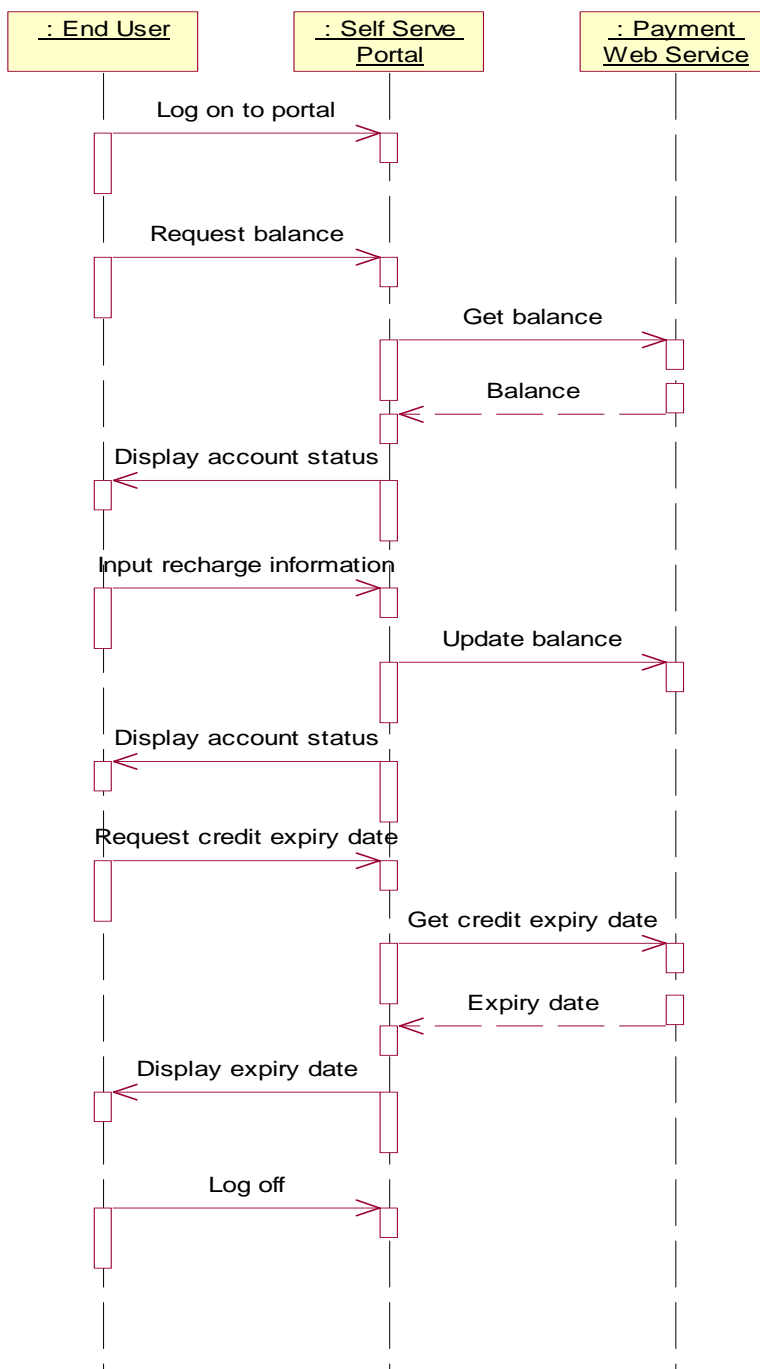 : End User
: Self Serve
Portal
: Payment
Web Service
Log on to portal
Request balance
Get balance
Balance
Display account status
Input recharge information
Update balance
Display account status
Request credit expiry date
Get credit expiry date
Expiry date
Display expiry date
Log off